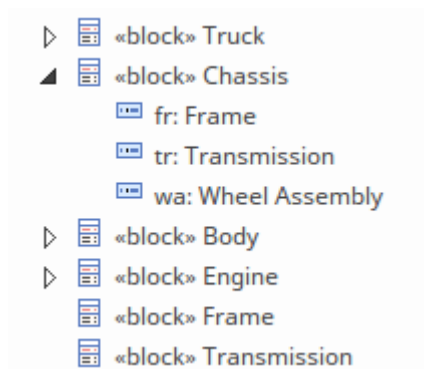 «block» Truck
«block» Chassis
fr: Frame
tr: Transmission
wa: Wheel Assembly
«block» Body
«block» Engine
«block» Frame
«block» Transmission